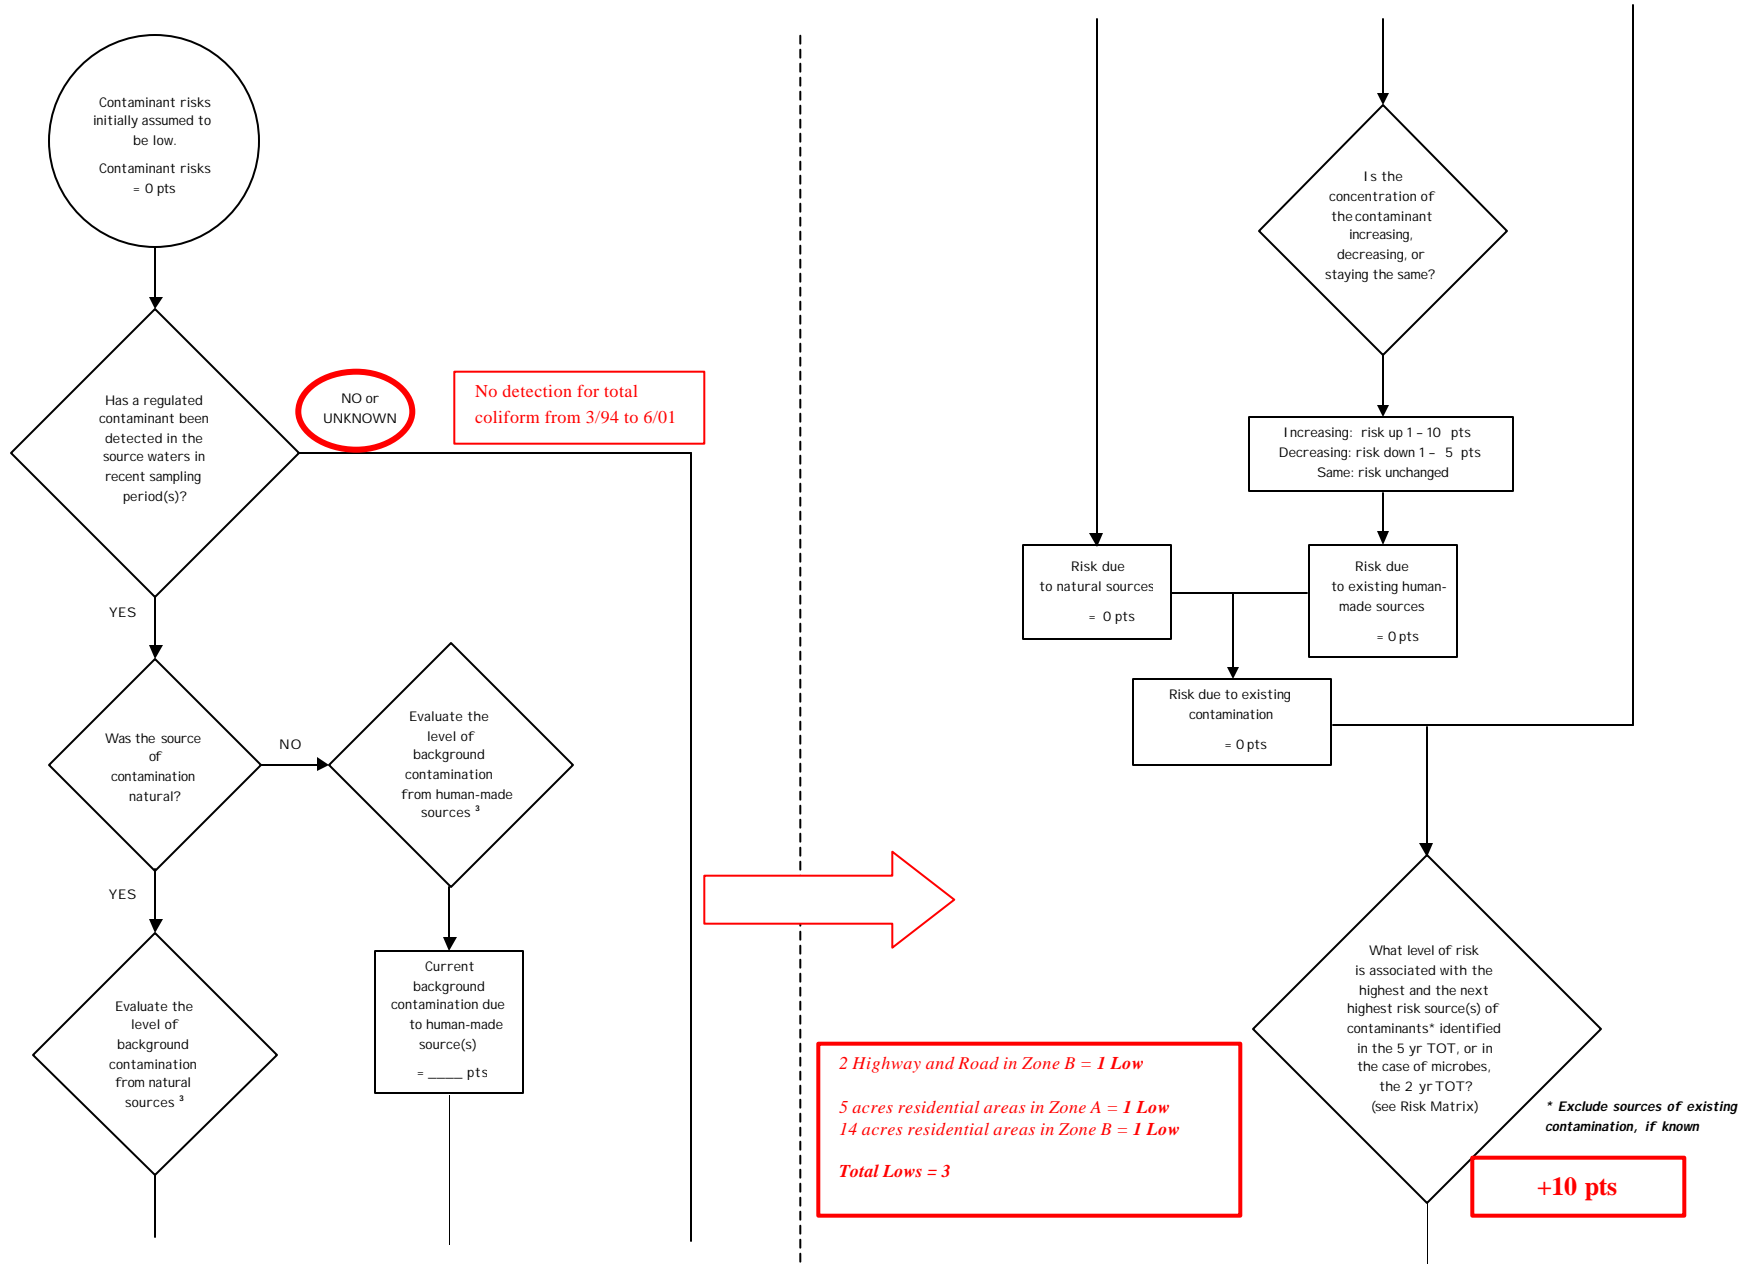 Contaminant risks
initially assumed to
be low.
Contaminant risks
= 0 pts
Has a regulated
contaminant been
detected in the
source waters in
recent sampling
period(s)?
NO or
UNKNOWN
No detection for total
coliform from 3/94 to 6/01
YES
Was the source
of
contamination
natural?
NO
Evaluate the
level of
background
contamination
from human-made
sources ³
YES
Evaluate the
level of
background
contamination
from natural
sources ³
Current
background
contamination due
to human-made
source(s)
= ____ pts
Is the
concentration of
the contaminant
increasing,
decreasing, or
staying the same?
Increasing: risk up 1 – 10 pts
Decreasing: risk down 1 – 5 pts
Same: risk unchanged
Risk due
to natural sources
= 0 pts
Risk due
to existing human-
made sources
= 0 pts
Risk due to existing
contamination
= 0 pts
What level of risk
is associated with the
highest and the next
highest risk source(s) of
contaminants* identified
in the 5 yr TOT, or in
the case of microbes,
the 2 yr TOT?
(see Risk Matrix)
* Exclude sources of existing
contamination, if known
2 Highway and Road in Zone B = 1 Low
5 acres residential areas in Zone A = 1 Low
14 acres residential areas in Zone B = 1 Low
Total Lows = 3
+10 pts